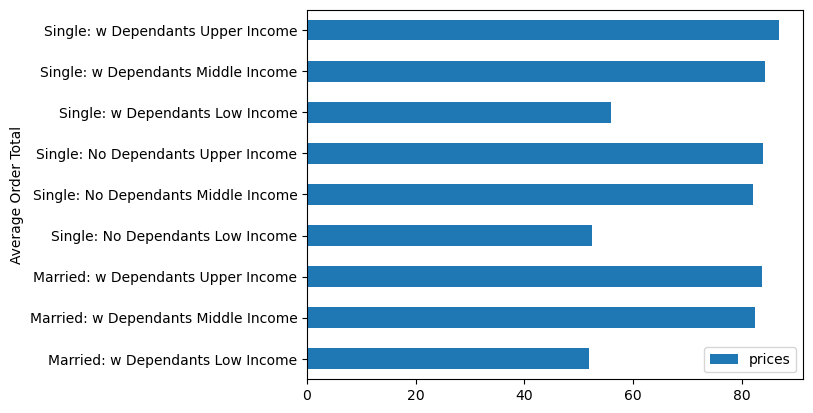 Average Order Total
Single: w Dependants Upper Income
Single: w Dependants Middle Income
Single: w Dependants Low Income
Single: No Dependants Upper Income
Single: No Dependants Middle Income
Single: No Dependants Low Income
Married: w Dependants Upper Income
Married: w Dependants Middle Income
Married: w Dependants Low Income
prices
0 20 40 60 80